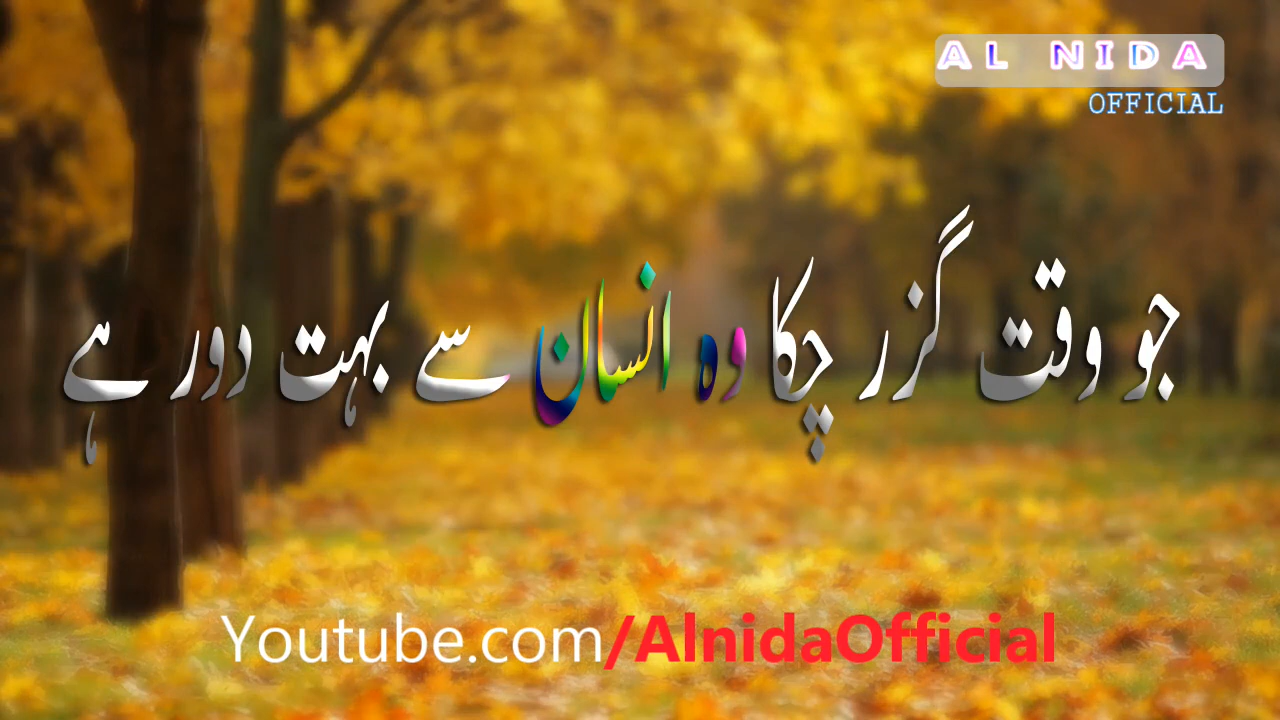 AL NIDA
OFFICIAL
جو وقت گزر چکا وہ انسان سے بہت دور ہے
Youtube.com/AlnidaOfficial